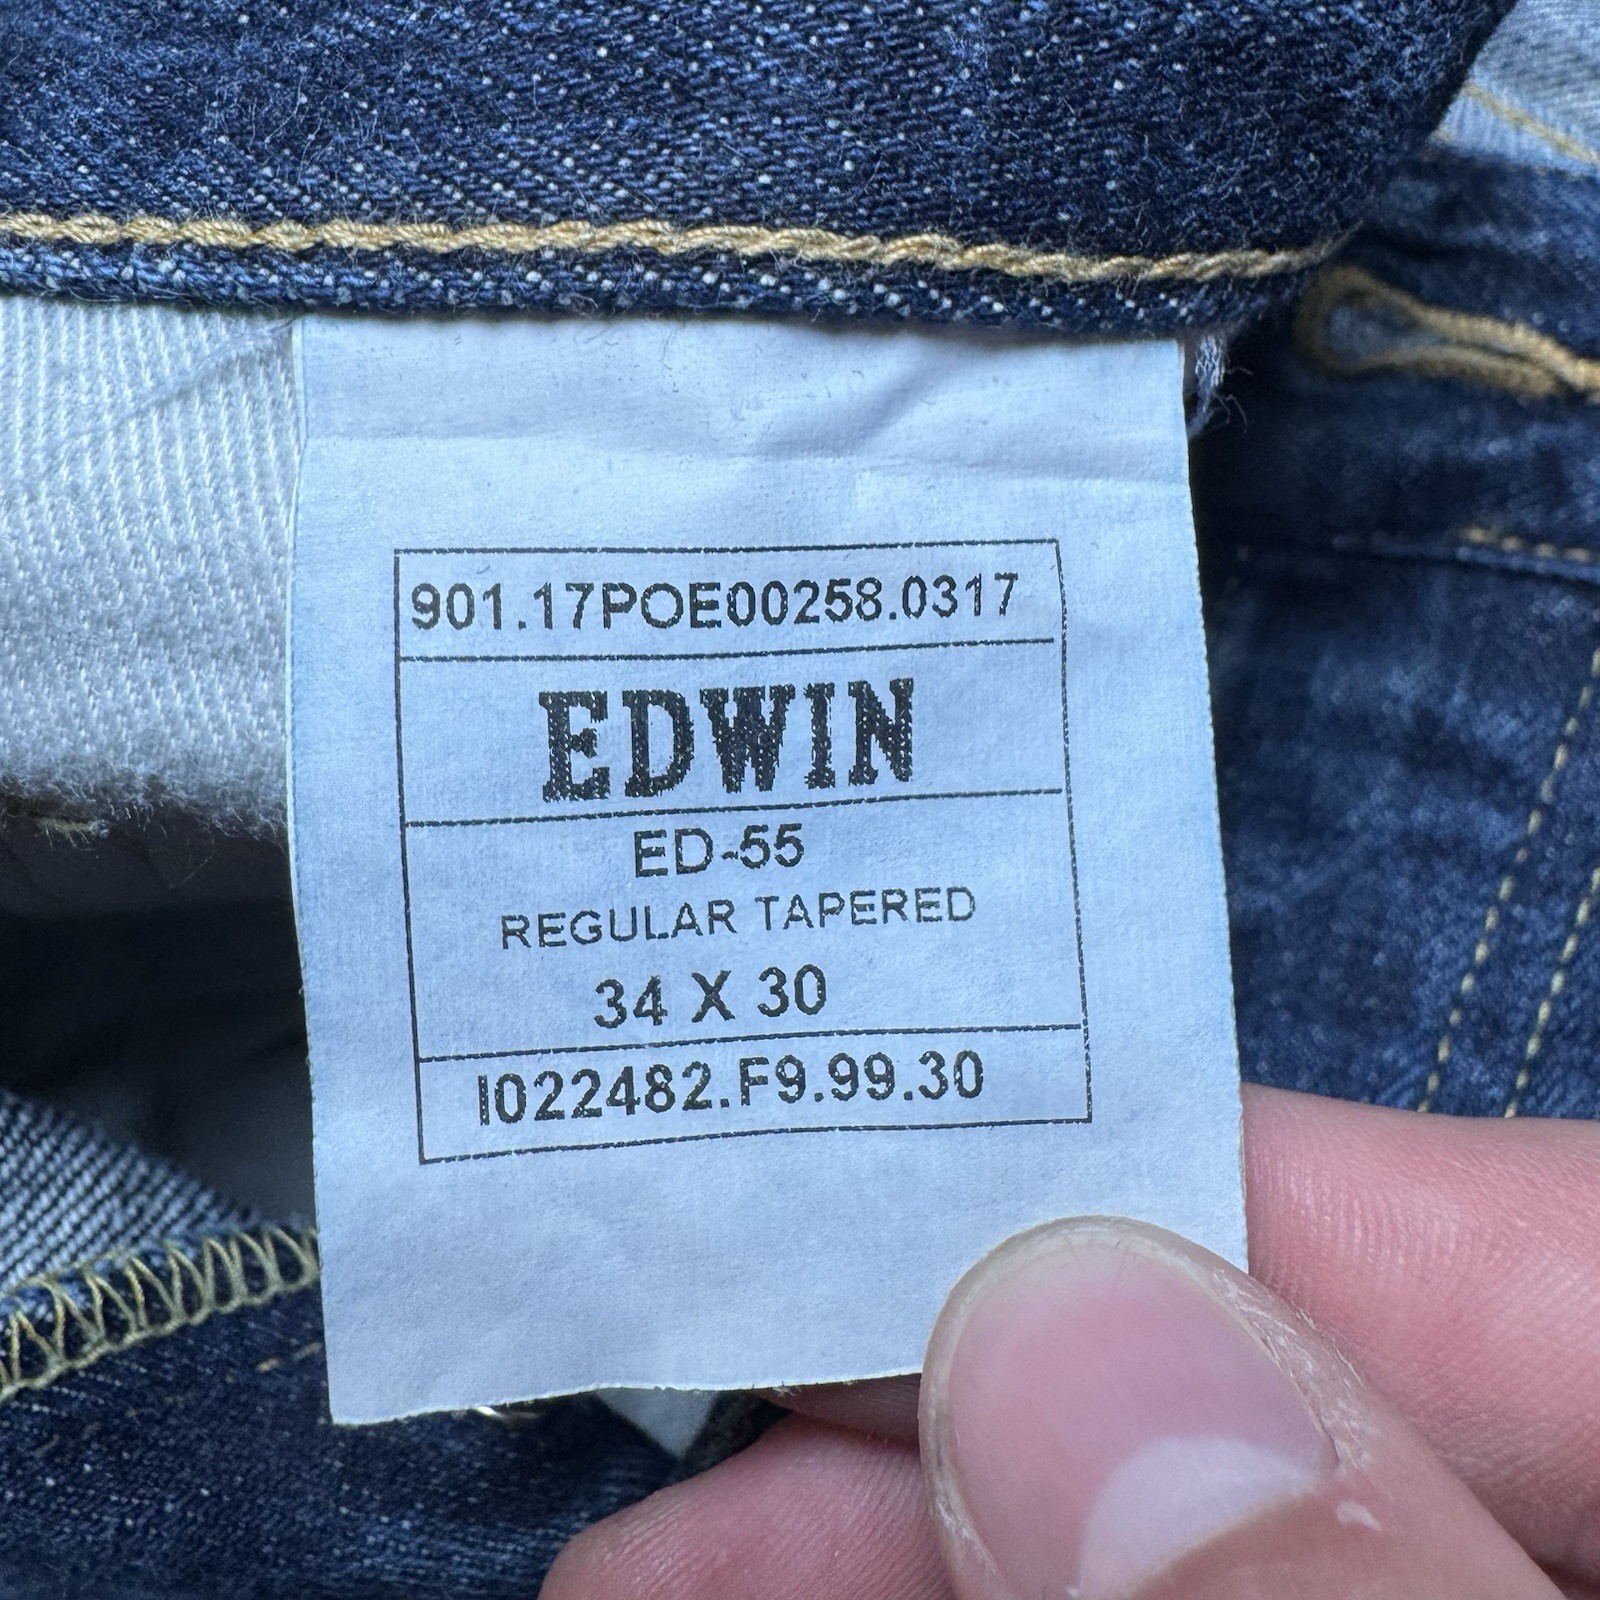 901.17POE00258.0317
EDWIN
ED-55
REGULAR TAPERED
34 X 30
I022482.F9.99.30